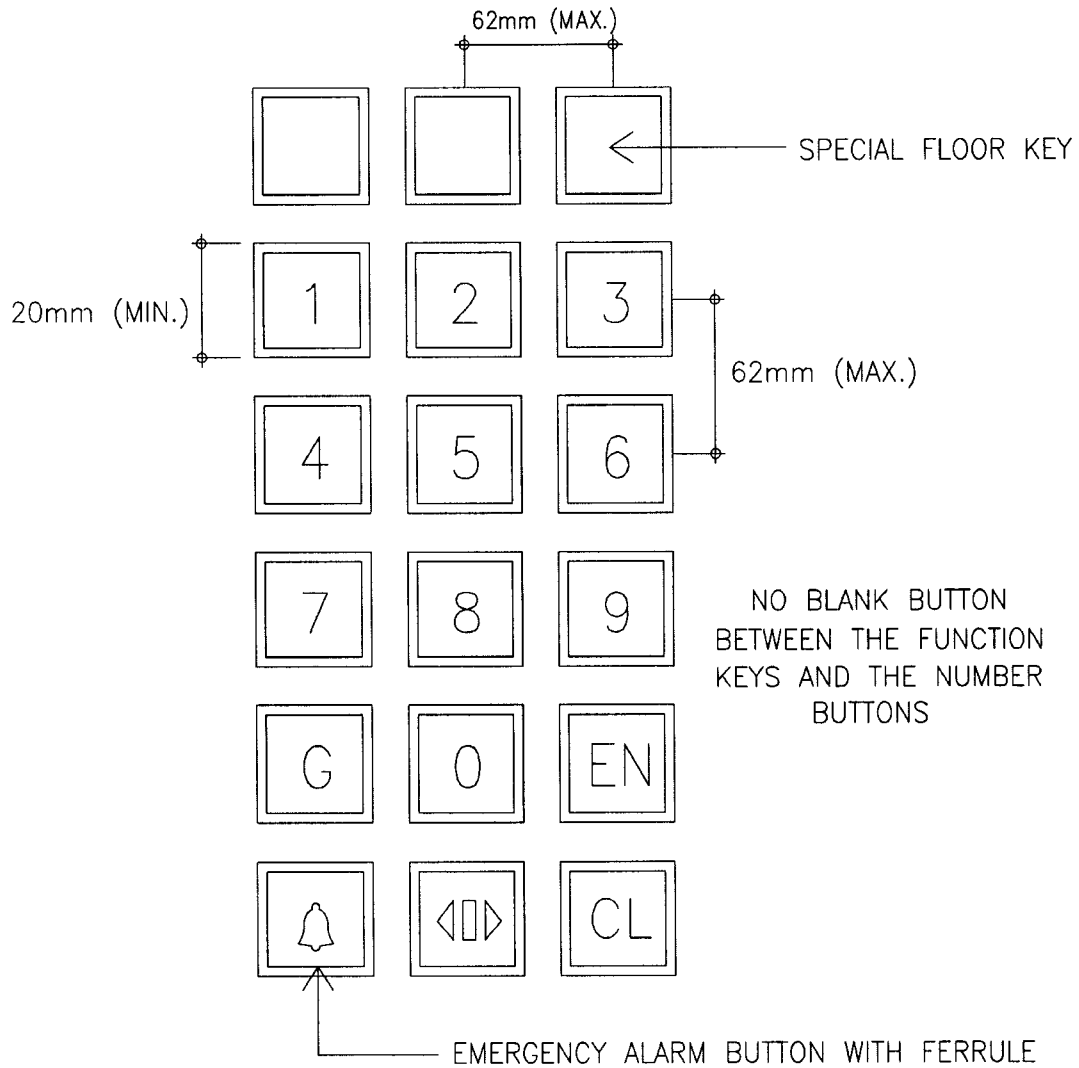 62mm (MAX.)
SPECIAL FLOOR KEY
1 2 3
20mm (MIN.)
62mm (MAX.)
4 5 6
7 8 9
NO BLANK BUTTON
BETWEEN THE FUNCTION
KEYS AND THE NUMBER
BUTTONS
G 0 EN
CL
EMERGENCY ALARM BUTTON WITH FERRULE